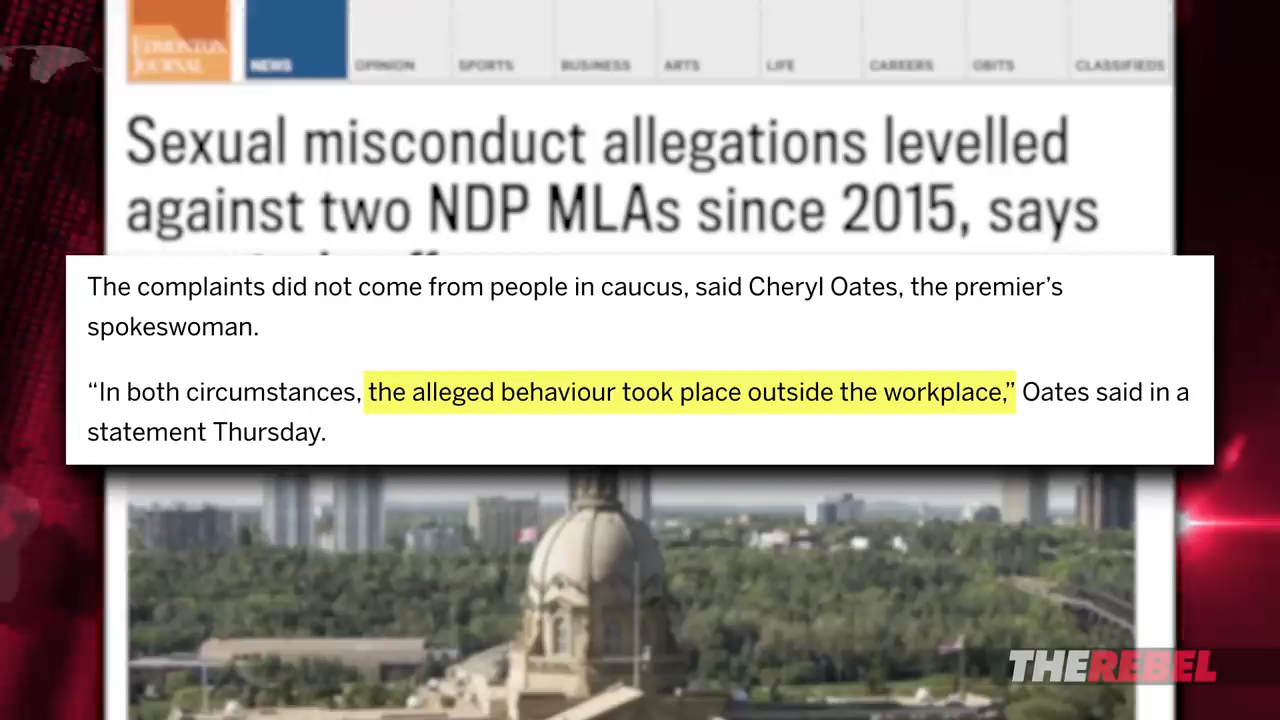 EDMONTON
JOURNAL
NEWS
OPINION
SPORTS
BUSINESS
ARTS
LIFE
CAREERS
OBITS
CLASSIFIEDS
Sexual misconduct allegations levelled
against two NDP MLAs since 2015, says
The complaints did not come from people in caucus, said Cheryl Oates, the premier’s
spokeswoman.
“In both circumstances, the alleged behaviour took place outside the workplace,” Oates said in a
statement Thursday.
THEREBEL